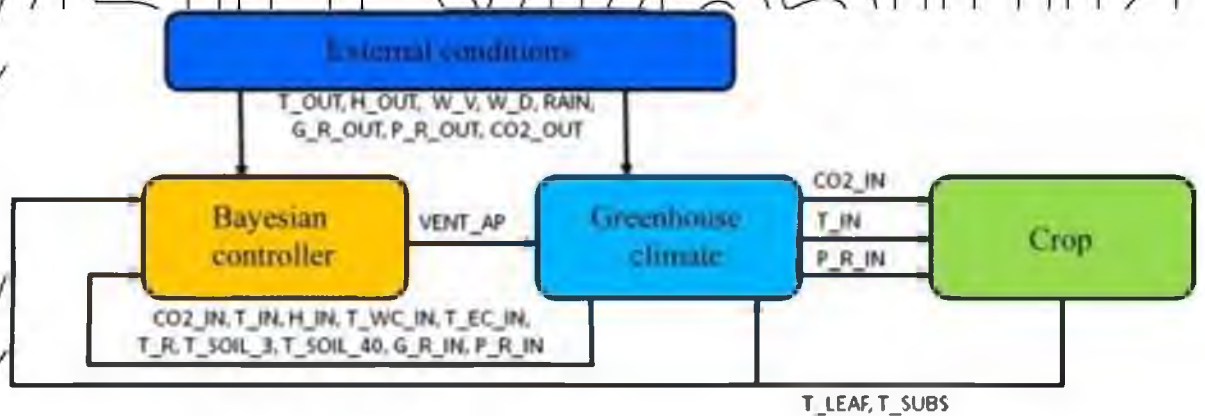 External conditions
T_OUT, H_OUT, W_V, W_D, RAIN,
G_R_OUT, P_R_OUT, CO2_OUT
Bayesian
controller
VENT_AP
Greenhouse
climate
CO2_IN
T_IN
P_R_IN
Crop
CO2_IN, T_IN, H_IN, T_WC_IN, T_EC_IN,
T_R, T_SOIL_3, T_SOIL_40, G_R_IN, P_R_IN
T_LEAF, T_SUBS